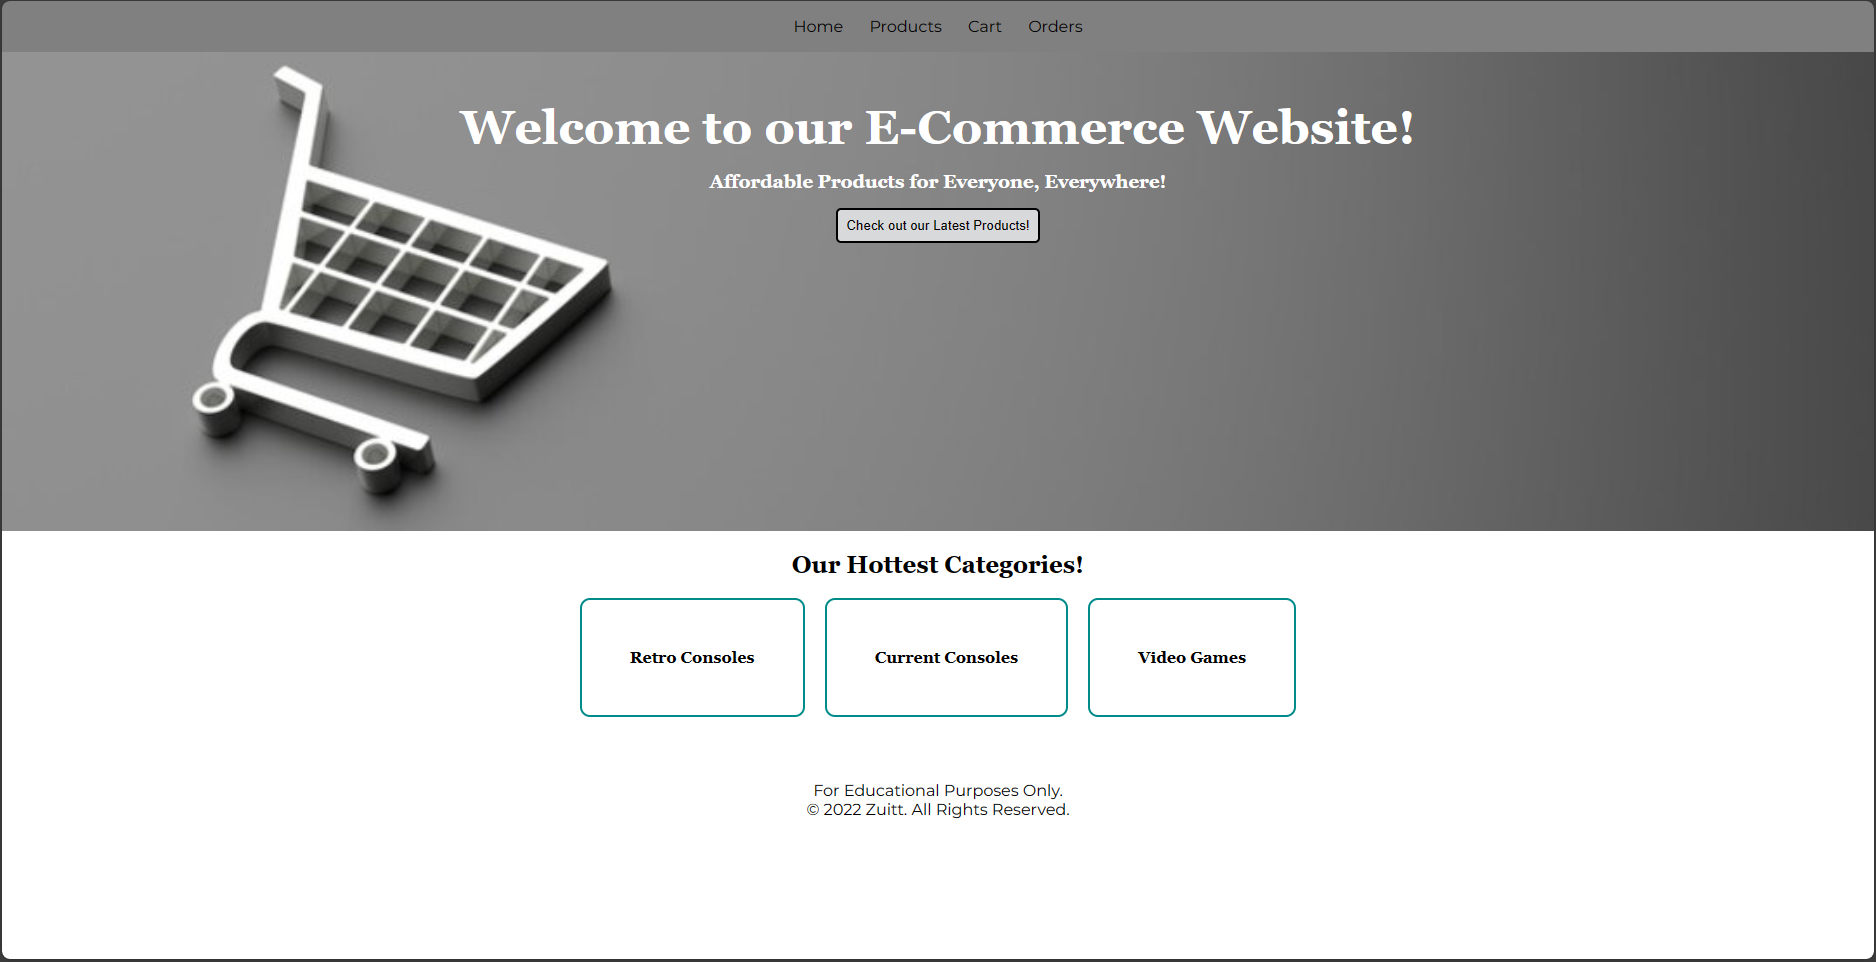 Home Products Cart Orders
Welcome to our E-Commerce Website!
Affordable Products for Everyone, Everywhere!
Check out our Latest Products!
Our Hottest Categories!
Retro Consoles
Current Consoles
Video Games
For Educational Purposes Only.
© 2022 Zuitt. All Rights Reserved.